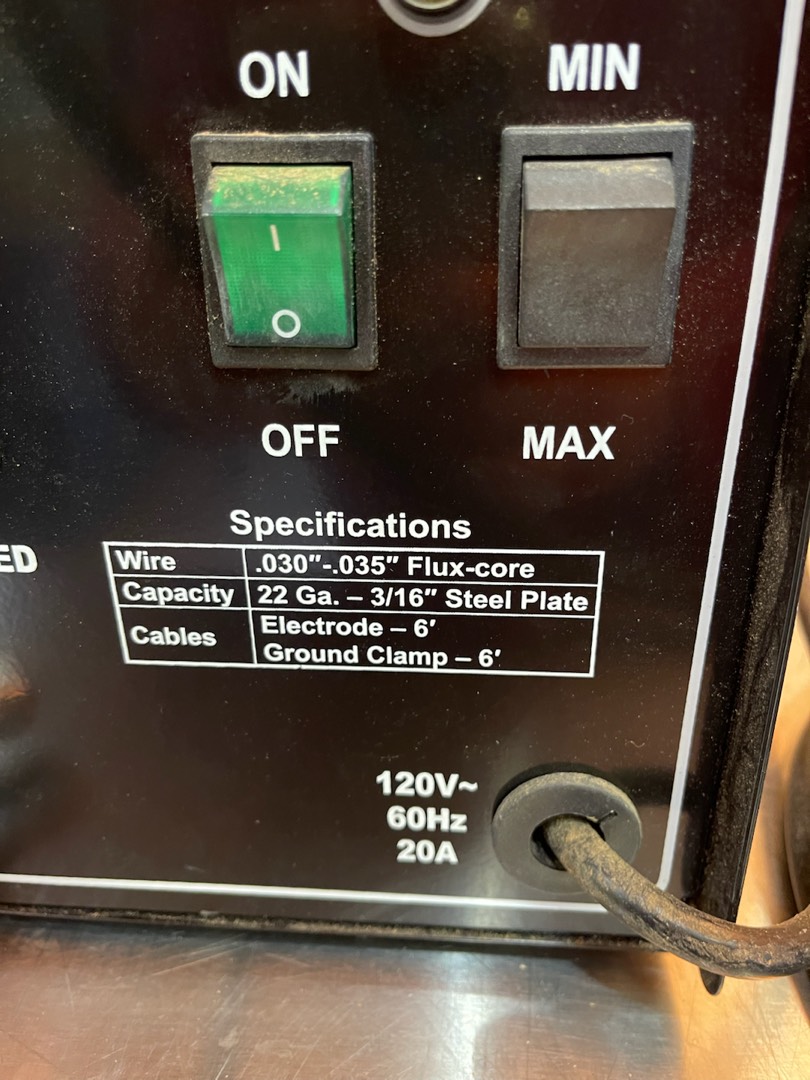 ON
MIN
I
O
OFF
MAX
Specifications
Wire .030″-.035″ Flux-core
Capacity 22 Ga. – 3/16″ Steel Plate
Cables Electrode – 6′
Ground Clamp – 6′
ED
120V~
60Hz
20A